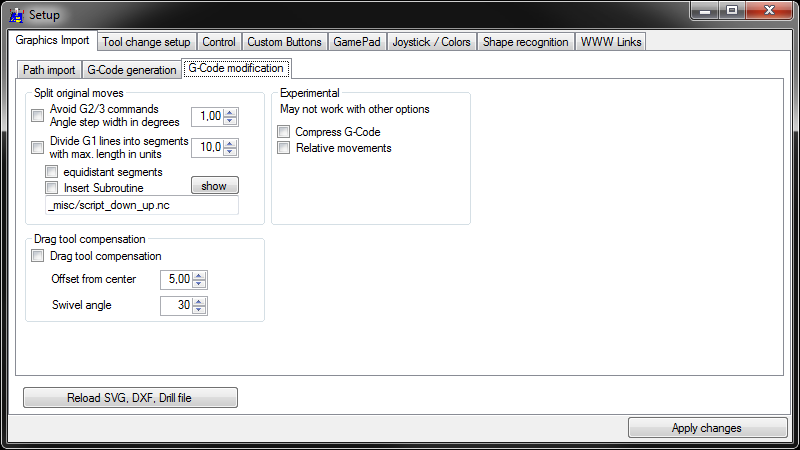 Setup
Graphics Import
Tool change setup
Control
Custom Buttons
GamePad
Joystick / Colors
Shape recognition
WWW Links
Path import
G-Code generation
G-Code modification
Split original moves
Avoid G2/3 commands
Angle step width in degrees
1,00
Divide G1 lines into segments
with max. length in units
10,0
equidistant segments
Insert Subroutine
show
_misc/script_down_up.nc
Experimental
May not work with other options
Compress G-Code
Relative movements
Drag tool compensation
Drag tool compensation
Offset from center
5,00
Swivel angle
30
Reload SVG, DXF, Drill file
Apply changes